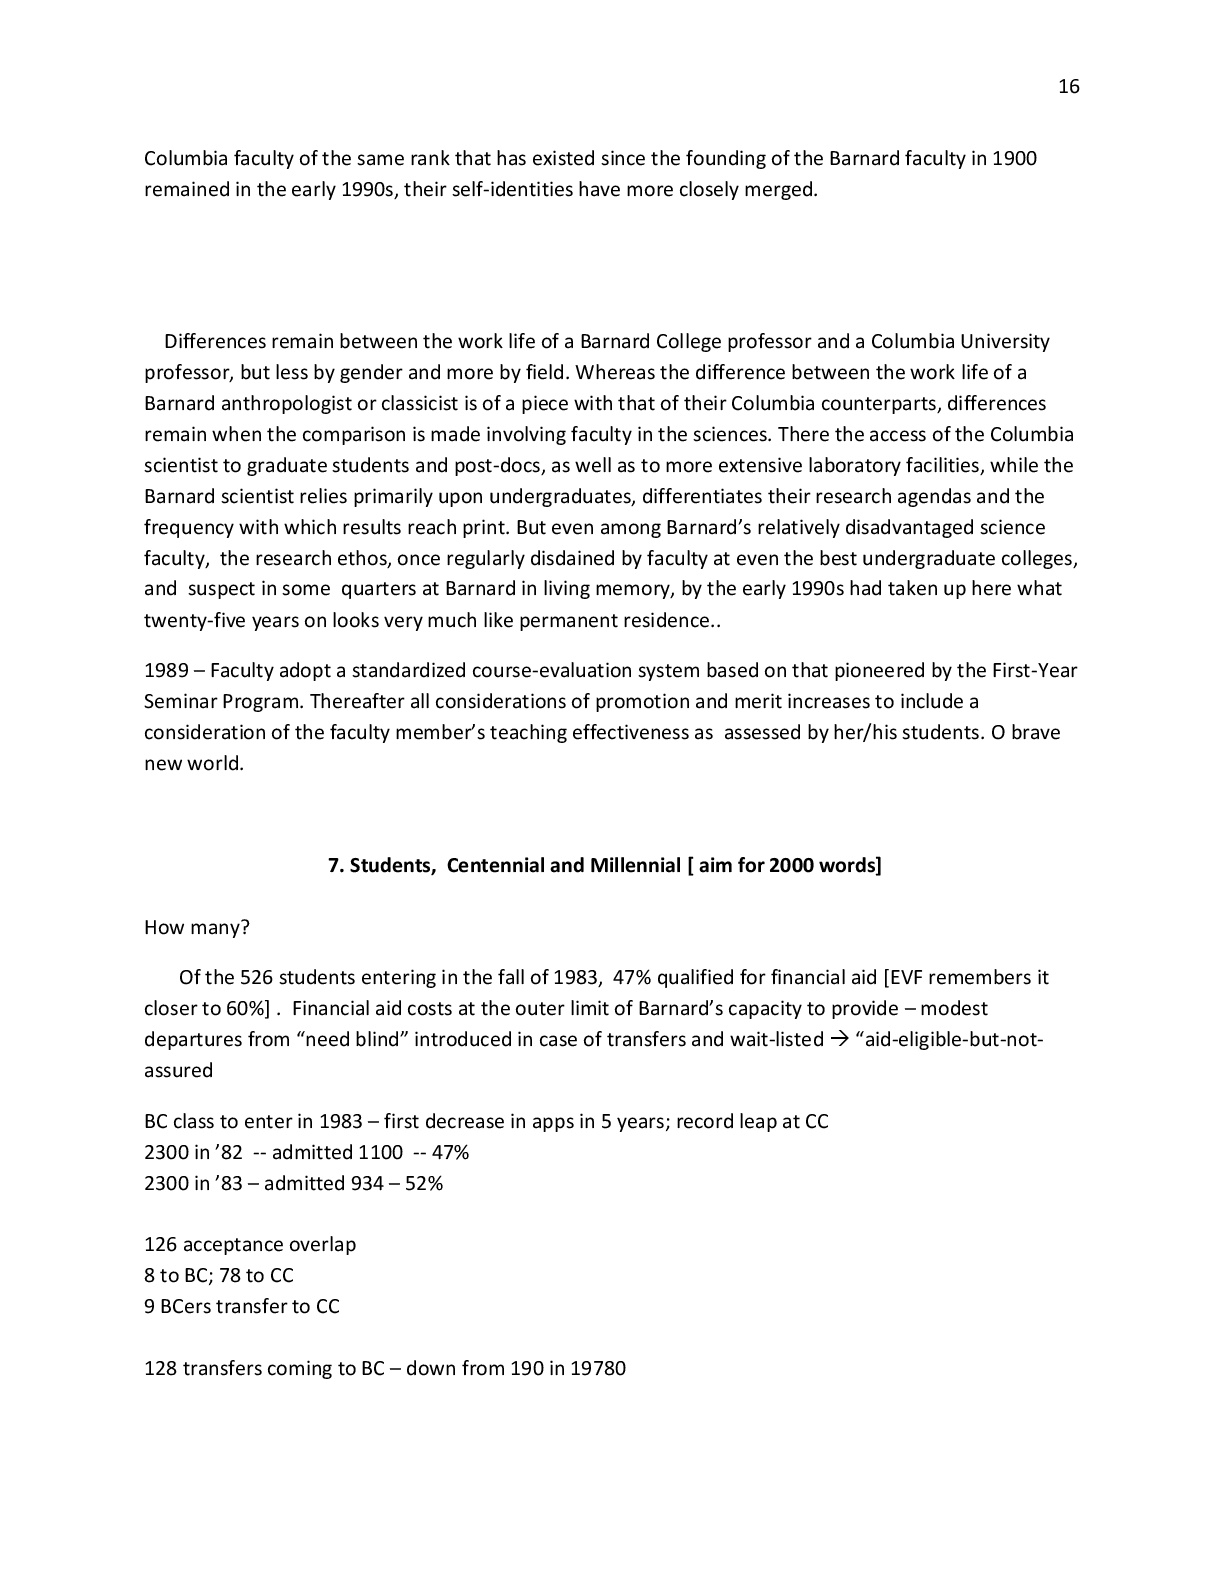 16
Columbia faculty of the same rank that has existed since the founding of the Barnard faculty in 1900
remained in the early 1990s, their self-identities have more closely merged.
Differences remain between the work life of a Barnard College professor and a Columbia University
professor, but less by gender and more by field. Whereas the difference between the work life of a
Barnard anthropologist or classicist is of a piece with that of their Columbia counterparts, differences
remain when the comparison is made involving faculty in the sciences. There the access of the Columbia
scientist to graduate students and post-docs, as well as to more extensive laboratory facilities, while the
Barnard scientist relies primarily upon undergraduates, differentiates their research agendas and the
frequency with which results reach print. But even among Barnard’s relatively disadvantaged science
faculty,  the research ethos, once regularly disdained by faculty at even the best undergraduate colleges,
and  suspect in some  quarters at Barnard in living memory, by the early 1990s had taken up here what
twenty-five years on looks very much like permanent residence..
1989 – Faculty adopt a standardized course-evaluation system based on that pioneered by the First-Year
Seminar Program. Thereafter all considerations of promotion and merit increases to include a
consideration of the faculty member’s teaching effectiveness as  assessed by her/his students. O brave
new world.
7. Students,  Centennial and Millennial [ aim for 2000 words]
How many?
Of the 526 students entering in the fall of 1983,  47% qualified for financial aid [EVF remembers it
closer to 60%] .  Financial aid costs at the outer limit of Barnard’s capacity to provide – modest
departures from “need blind” introduced in case of transfers and wait-listed → “aid-eligible-but-not-
assured
BC class to enter in 1983 – first decrease in apps in 5 years; record leap at CC
2300 in ’82  -- admitted 1100  -- 47%
2300 in ’83 – admitted 934 – 52%
126 acceptance overlap
8 to BC; 78 to CC
9 BCers transfer to CC
128 transfers coming to BC – down from 190 in 19780